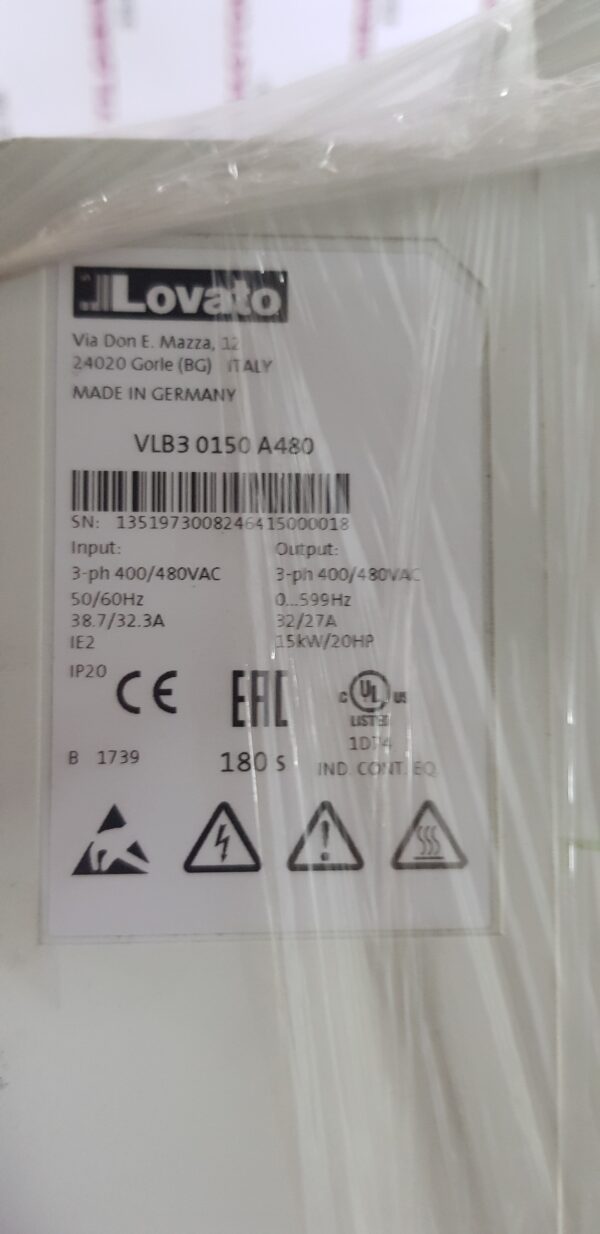 Lovato
Via Don E. Mazza, 12
24020 Gorle (BG) ITALY
MADE IN GERMANY
VLB3 0150 A480
SN: 1351973008246415000018
Input: Output:
3-ph 400/480VAC 3-ph 400/480VAC
50/60Hz 0...599Hz
38.7/32.3A 32/27A
IE2 15kW/20HP
IP20 CE EAC C UL US
LISTED
B 1739 180 s
IND. CONT. EQ